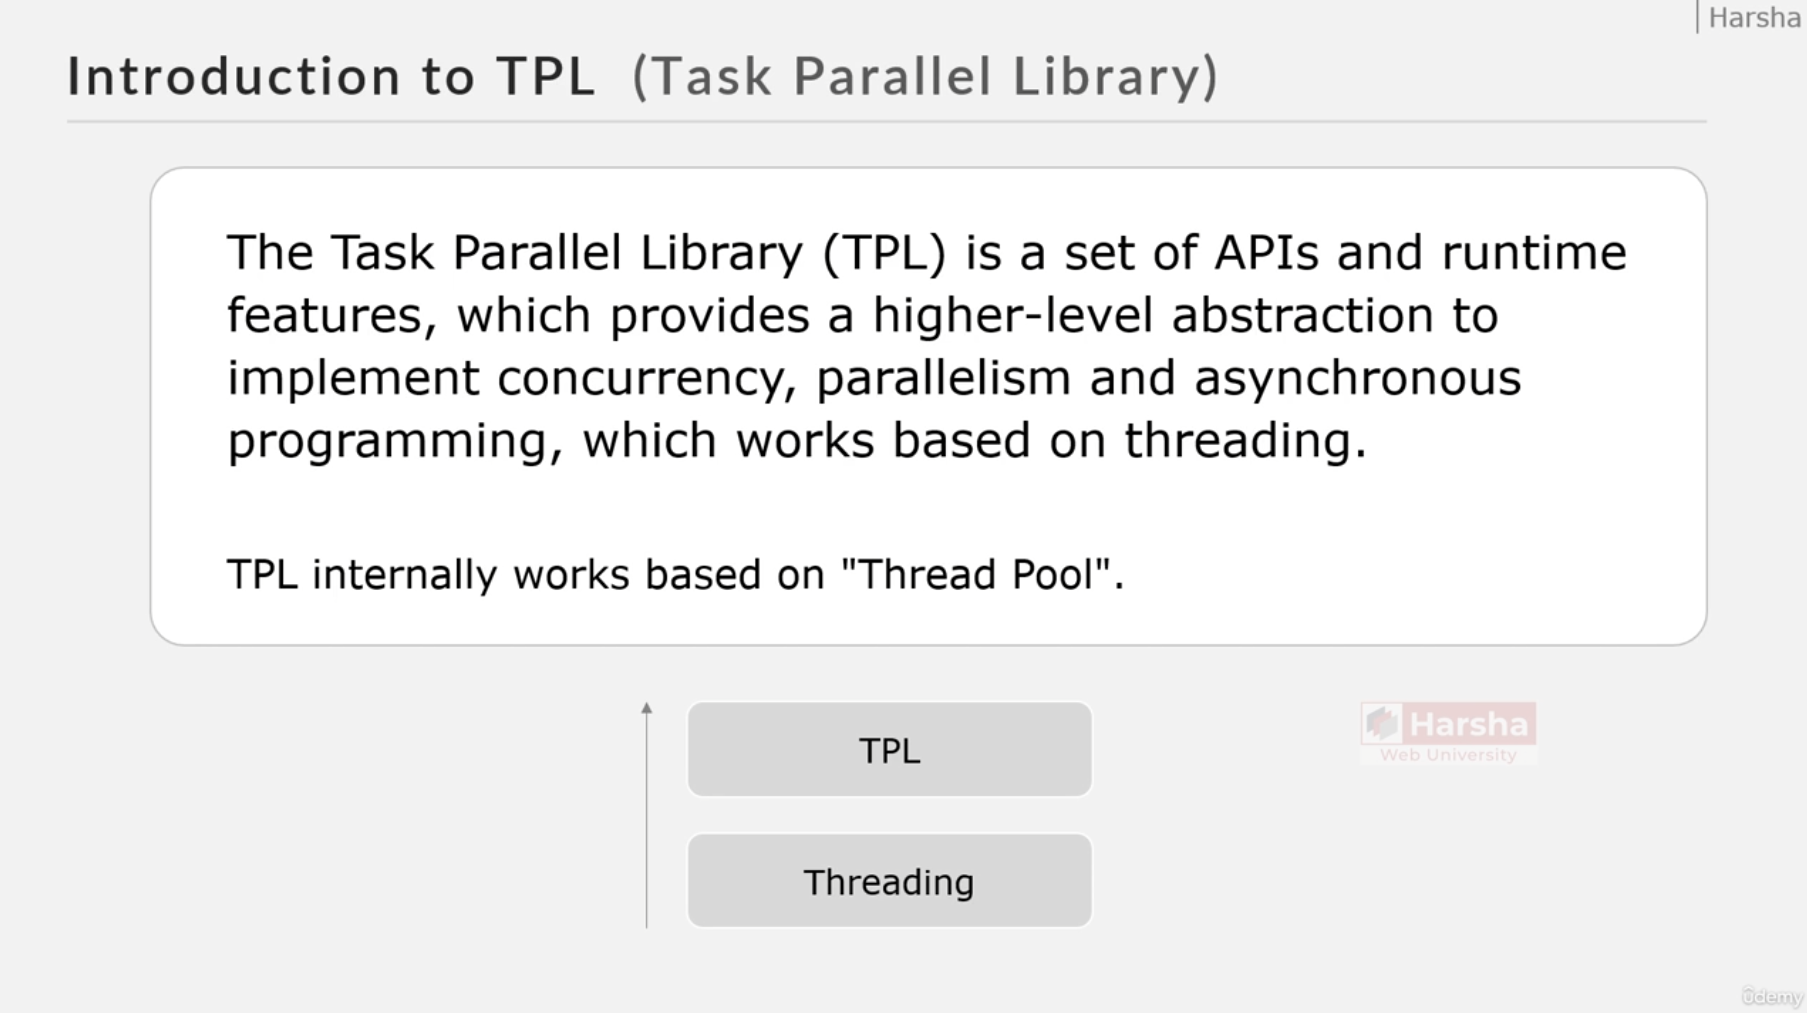 Harsha
Introduction to TPL (Task Parallel Library)
The Task Parallel Library (TPL) is a set of APIs and runtime
features, which provides a higher-level abstraction to
implement concurrency, parallelism and asynchronous
programming, which works based on threading.
TPL internally works based on "Thread Pool".
TPL
Harsha
Web University
Threading
ûdemy